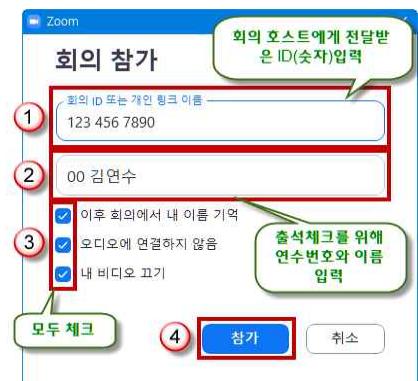 Zoom
회의 호스트에게 전달받
은 ID(숫자)입력
회의 참가
회의 ID 또는 개인 링크 이름
1
123 456 7890
2
00 김연수
이후 회의에서 내 이름 기억
3
오디오에 연결하지 않음
내 비디오 끄기
출석체크를 위해
연수번호와 이름
입력
모두 체크
4
참가
취소